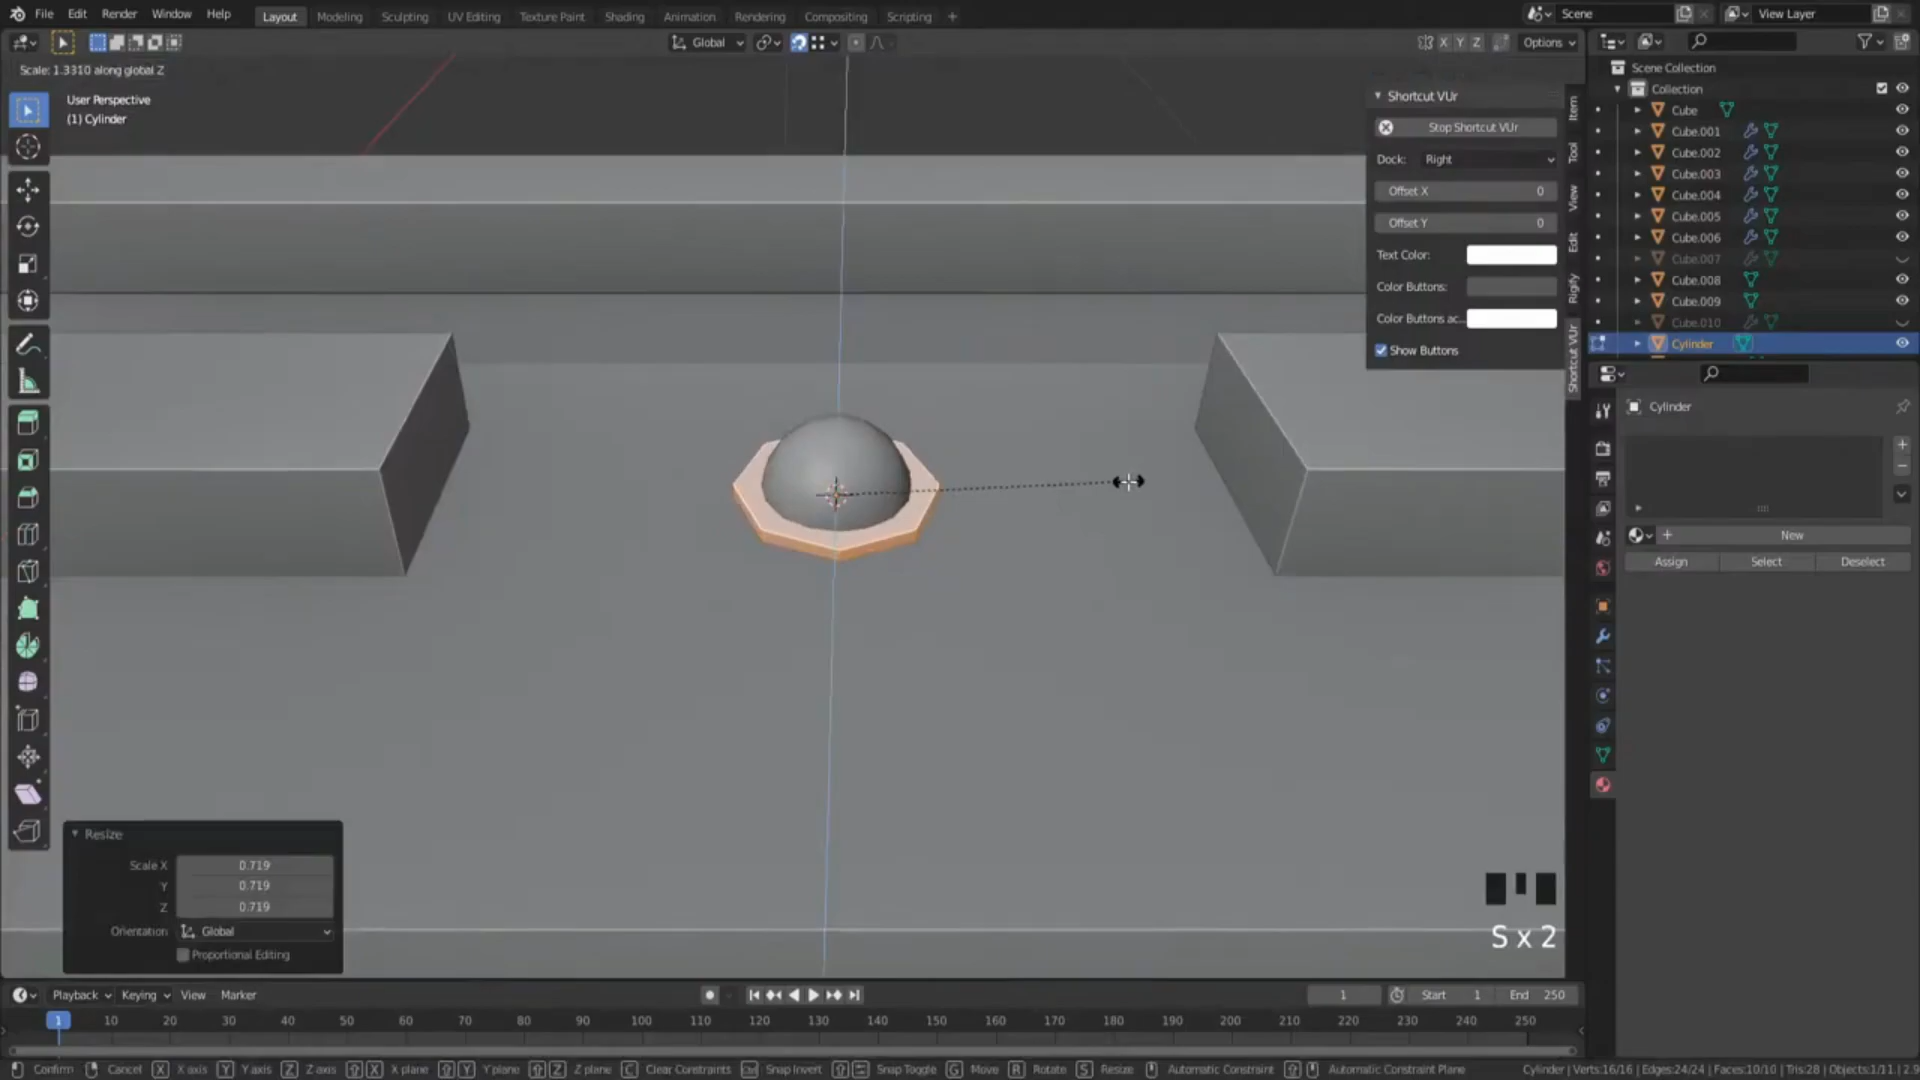 File Edit Render Window Help Layout Modeling Sculpting UV Editing Texture Paint Shading Animation Rendering Compositing Scripting + Scene View Layer
Global X Y Z Options
Scale: 1.3310 along global Z
User Perspective
(1) Cylinder
Shortcut VUr
Stop Shortcut VUr
Dock: Right
Offset X 0
Offset Y 0
Text Color:
Color Buttons:
Color Buttons ac...
Show Buttons
Item
Tool
View
Edit
Rigify
Shortcut VUr
Scene Collection
Collection
Cube
Cube.001
Cube.002
Cube.003
Cube.004
Cube.005
Cube.006
Cube.007
Cube.008
Cube.009
Cube.010
Cylinder
Cylinder
New
Assign Select Deselect
Resize
Scale X 0.719
Y 0.719
Z 0.719
Orientation Global
Proportional Editing
S x 2
Playback Keying View Marker 1 Start 1 End 250
1 10 20 30 40 50 60 70 80 90 100 110 120 130 140 150 160 170 180 190 200 210 220 230 240 250
Confirm Cancel X X axis Y Y axis Z Z axis X X plane Y Y plane Z Z plane C Clear Constraints Snap Invert Snap Toggle G Move R Rotate S Resize Automatic Constraint Automatic Constraint Plane Cylinder | Verts:16/16 | Edges:24/24 | Faces:10/10 | Tris:28 | Objects:1/11 | 2.9